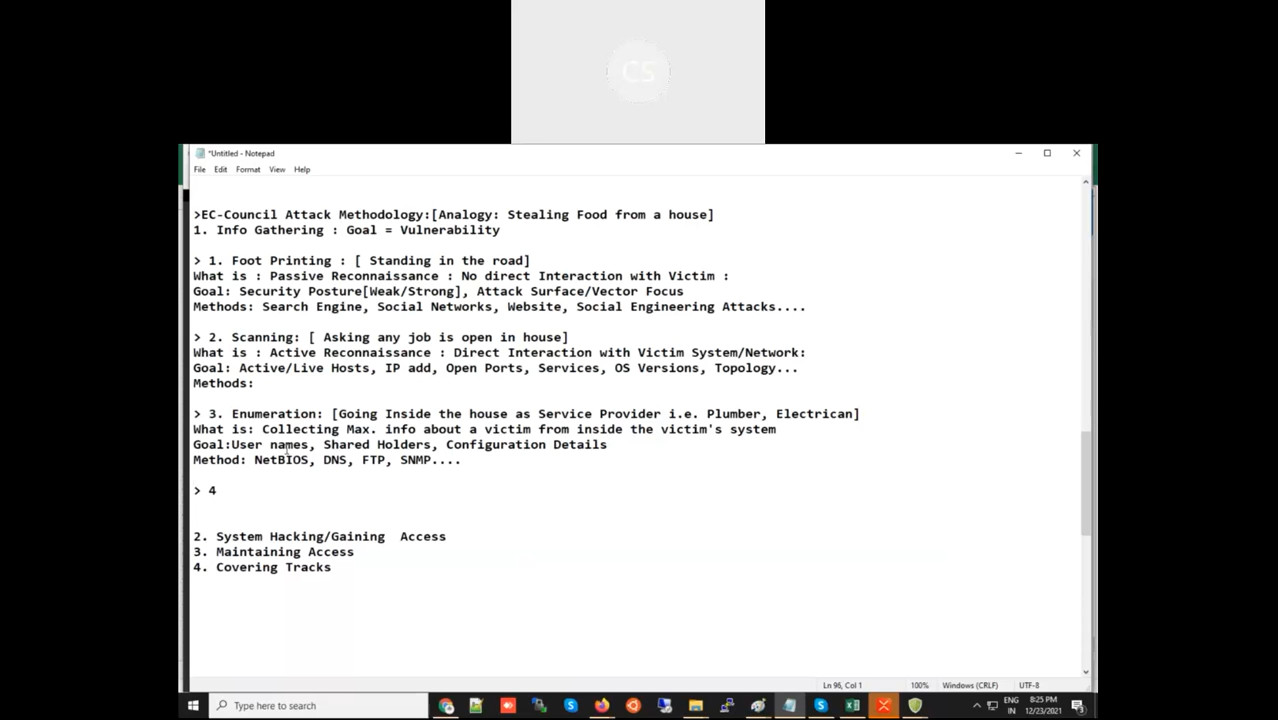 CS
*Untitled - Notepad
File Edit Format View Help
>EC-Council Attack Methodology:[Analogy: Stealing Food from a house]
1. Info Gathering : Goal = Vulnerability
> 1. Foot Printing : [ Standing in the road]
What is : Passive Reconnaissance : No direct Interaction with Victim :
Goal: Security Posture[Weak/Strong], Attack Surface/Vector Focus
Methods: Search Engine, Social Networks, Website, Social Engineering Attacks....
> 2. Scanning: [ Asking any job is open in house]
What is : Active Reconnaissance : Direct Interaction with Victim System/Network:
Goal: Active/Live Hosts, IP add, Open Ports, Services, OS Versions, Topology...
Methods:
> 3. Enumeration: [Going Inside the house as Service Provider i.e. Plumber, Electrican]
What is: Collecting Max. info about a victim from inside the victim's system
Goal:User names, Shared Holders, Configuration Details
Method: NetBIOS, DNS, FTP, SNMP....
> 4
2. System Hacking/Gaining  Access
3. Maintaining Access
4. Covering Tracks
Ln 96, Col 1 100% Windows (CRLF) UTF-8
Type here to search
ENG 8:25 PM
IN 12/23/2021